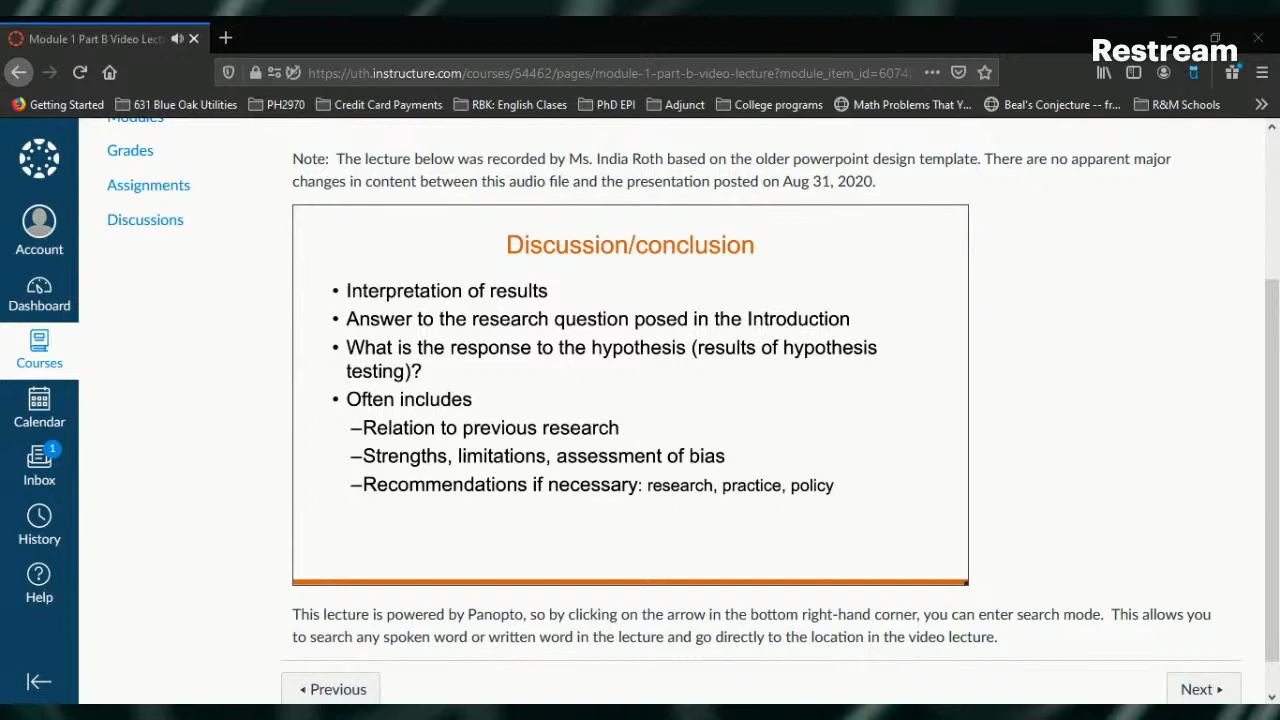 Module 1 Part B Video Lect
Restream
https://uth.instructure.com/courses/54462/pages/module-1-part-b-video-lecture?module_item_id=6074
Getting Started
631 Blue Oak Utilities
PH2970
Credit Card Payments
RBK: English Classes
PhD EPI
Adjunct
College programs
Math Problems That Y...
Beal's Conjecture -- fr...
R&M Schools
Modules
Grades
Assignments
Discussions
Account
Dashboard
Courses
Calendar
1
Inbox
History
Help
Note: The lecture below was recorded by Ms. India Roth based on the older powerpoint design template. There are no apparent major
changes in content between this audio file and the presentation posted on Aug 31, 2020.
Discussion/conclusion
• Interpretation of results
• Answer to the research question posed in the Introduction
• What is the response to the hypothesis (results of hypothesis
testing)?
• Often includes
–Relation to previous research
–Strengths, limitations, assessment of bias
–Recommendations if necessary: research, practice, policy
This lecture is powered by Panopto, so by clicking on the arrow in the bottom right-hand corner, you can enter search mode. This allows you
to search any spoken word or written word in the lecture and go directly to the location in the video lecture.
Previous
Next